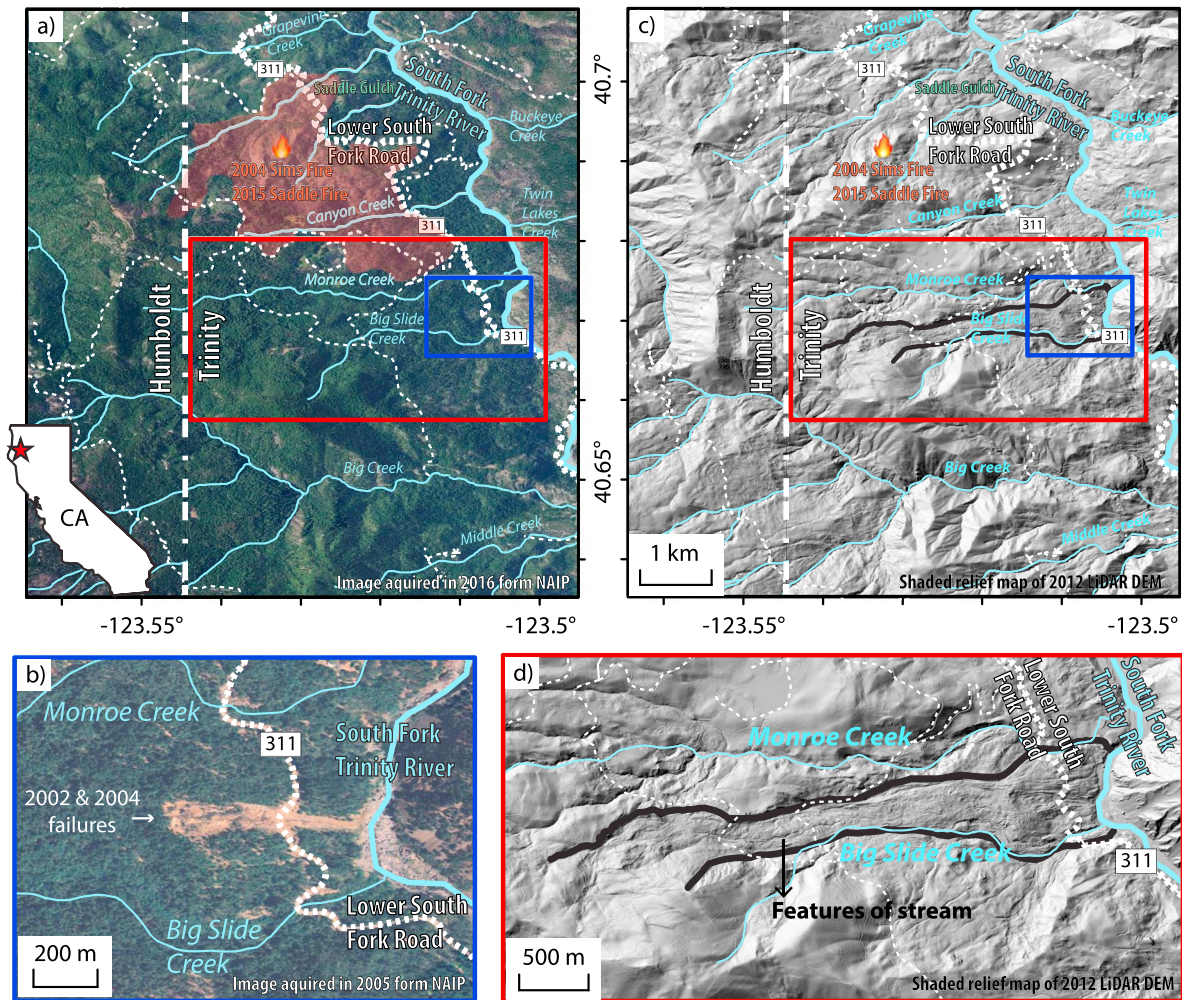 a)
Grapevine
Creek
311
Saddle Gulch
South Fork
Trinity River
Lower South
Fork Road
Buckeye
Creek
2004 Sims Fire
2015 Saddle Fire
Canyon Creek
Twin
Lakes
Creek
311
Monroe Creek
Humboldt
Trinity
Big Slide
Creek
311
Big Creek
Middle Creek
CA
Image aquired in 2016 form NAIP
-123.55°
-123.5°
40.7°
40.65°
c)
Grapevine
Creek
311
Saddle Gulch
South Fork
Trinity River
Lower South
Fork Road
Buckeye
Creek
2004 Sims Fire
2015 Saddle Fire
Canyon Creek
Twin
Lakes
Creek
311
Monroe Creek
Humboldt
Trinity
Big Slide
Creek
311
Big Creek
Middle Creek
1 km
Shaded relief map of 2012 LiDAR DEM
-123.55°
-123.5°
b)
Monroe Creek
311
South Fork
Trinity River
2002 & 2004
failures
Lower South
Fork Road
Big Slide
Creek
200 m
Image aquired in 2005 form NAIP
d)
Lower South
Fork Road
South Fork
Trinity River
Monroe Creek
Big Slide Creek
311
Features of stream
500 m
Shaded relief map of 2012 LiDAR DEM